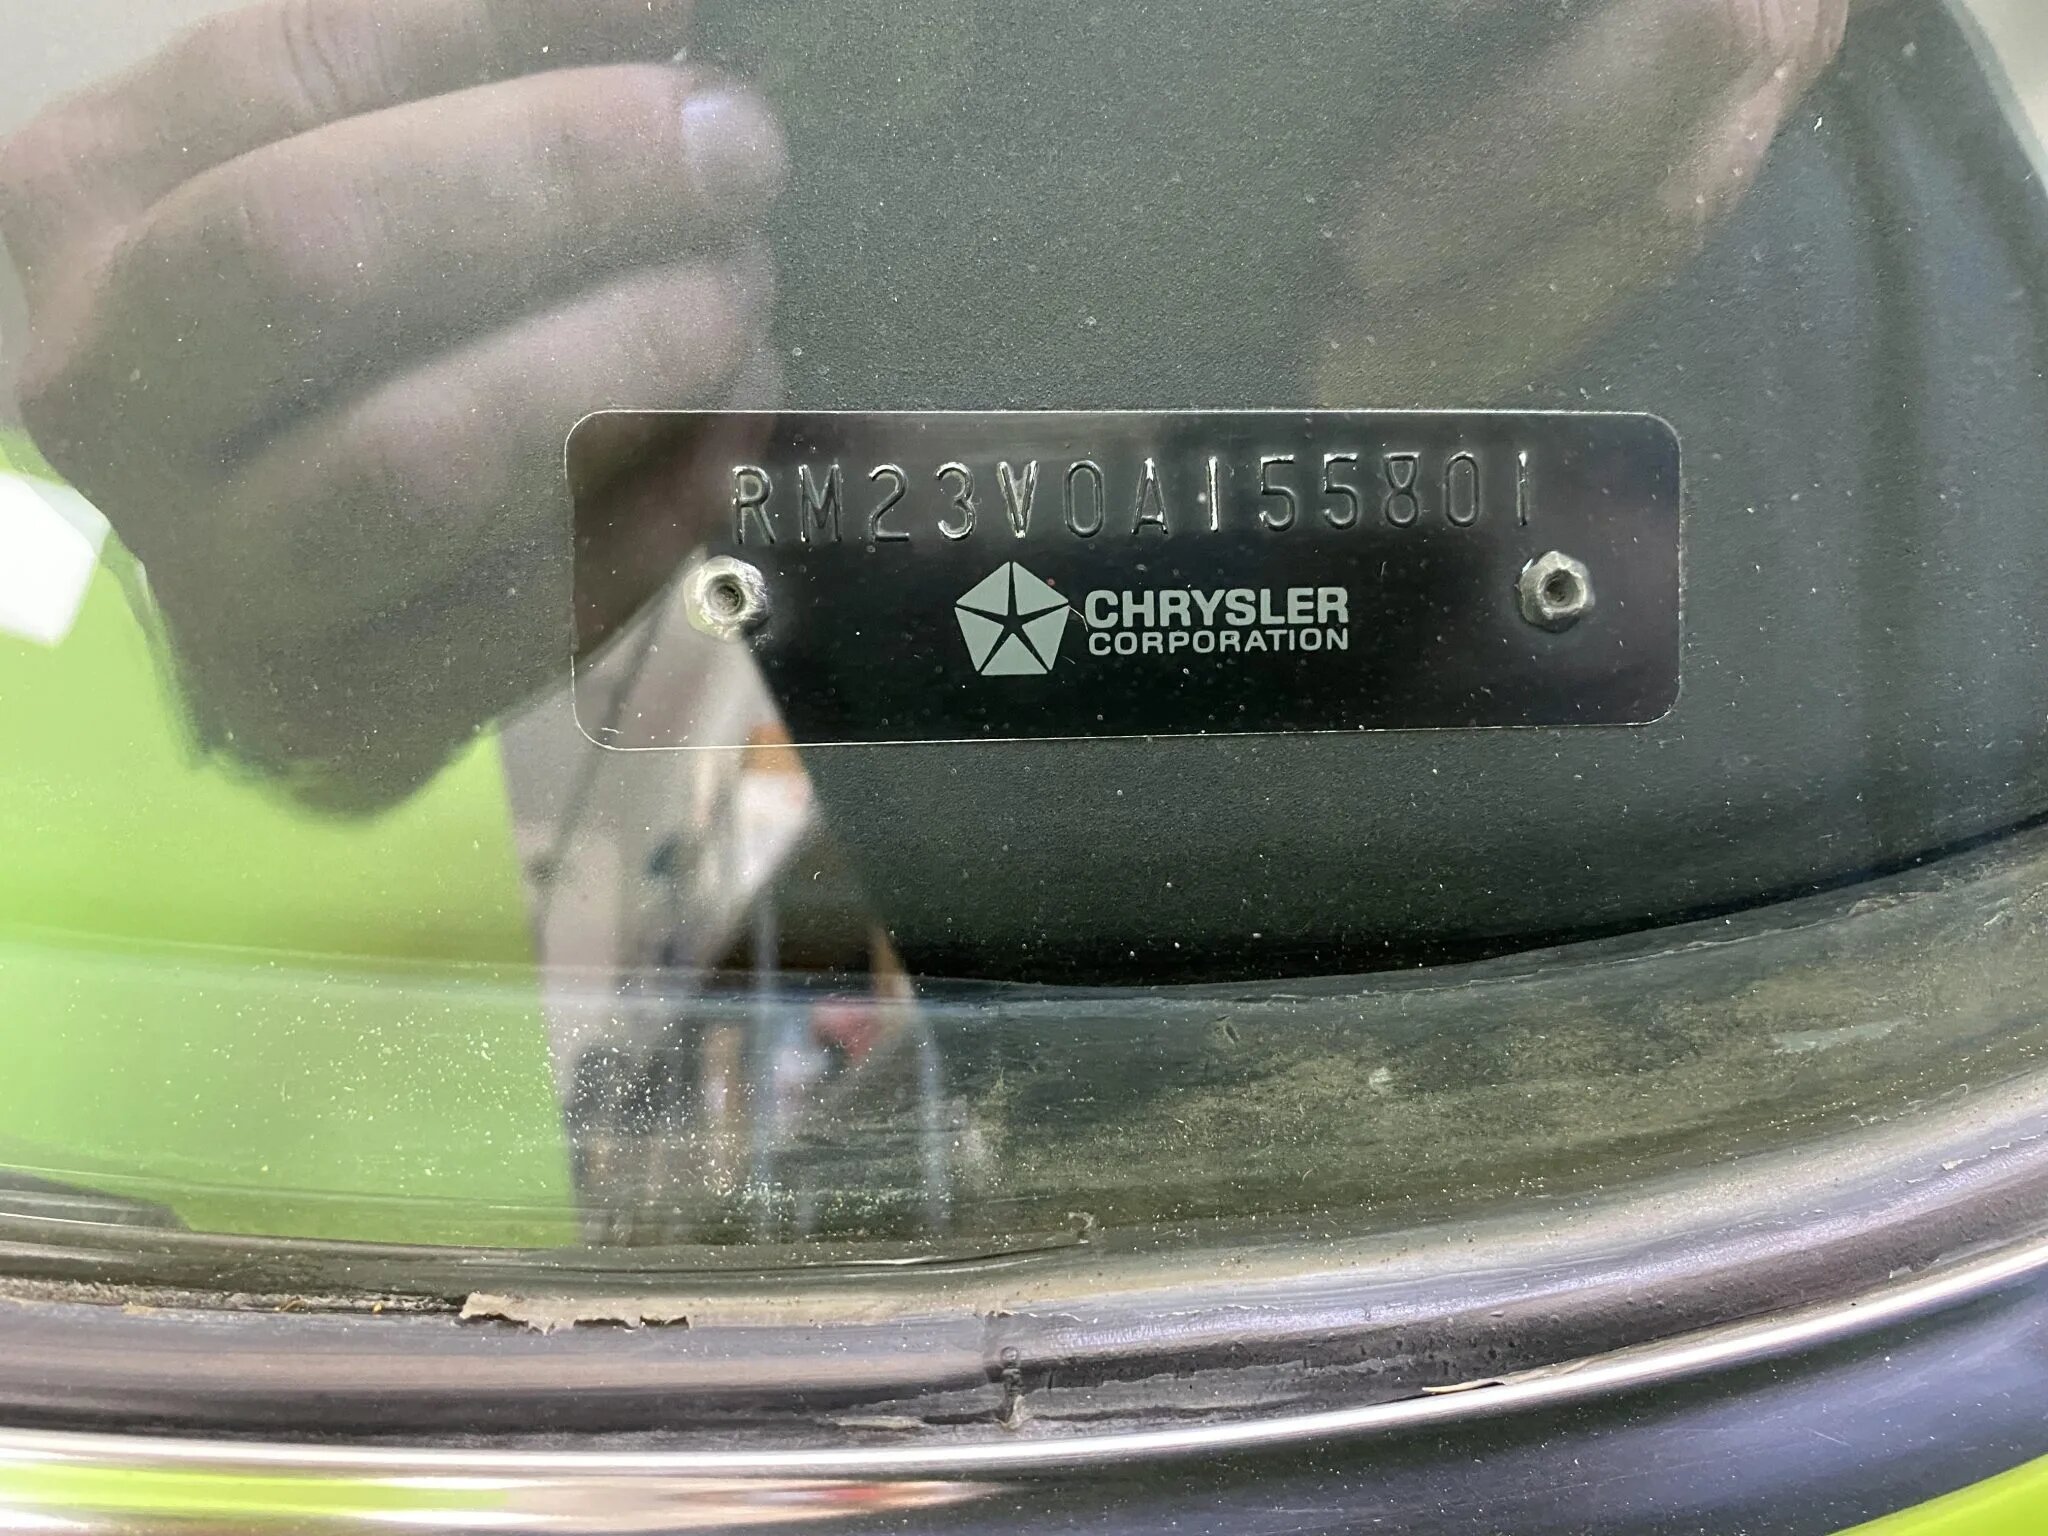 RM23V0A155801
CHRYSLER
CORPORATION